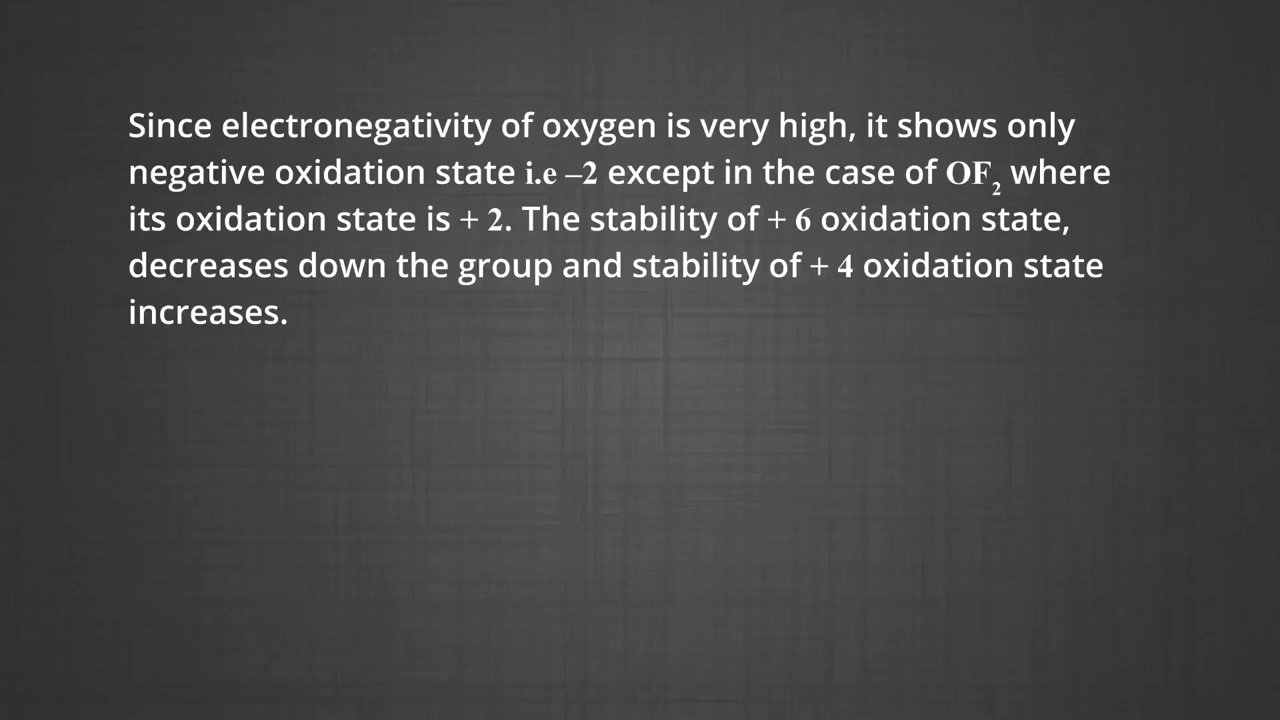 Since electronegativity of oxygen is very high, it shows only
negative oxidation state i.e –2 except in the case of OF₂ where
its oxidation state is + 2. The stability of + 6 oxidation state,
decreases down the group and stability of + 4 oxidation state
increases.